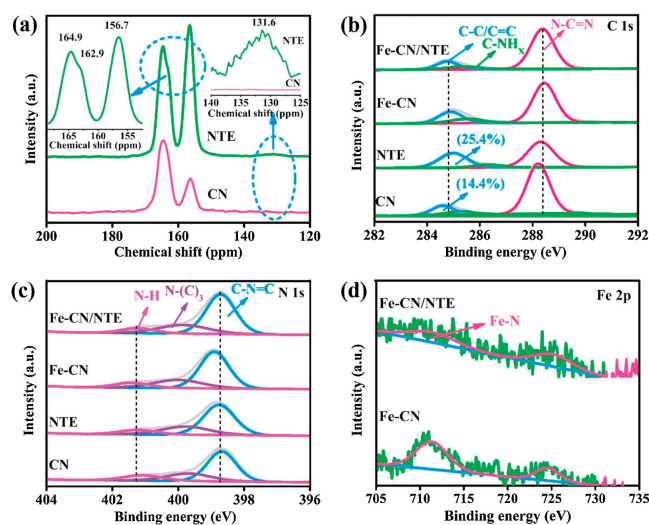 (a)
164.9
156.7
162.9
165 160 155
Chemical shift (ppm)
131.6
NTE
CN
140 135 130 125
Chemical shift (ppm)
NTE
CN
Intensity (a.u.)
200 180 160 140 120
Chemical shift (ppm)
(b)
C 1s
C-C/C=C
N-C=N
C-NHx
Fe-CN/NTE
Fe-CN
NTE
(25.4%)
CN
(14.4%)
Intensity (a.u.)
282 284 286 288 290 292
Binding energy (eV)
(c)
N 1s
N-H
N-(C)3
C-N=C
Fe-CN/NTE
Fe-CN
NTE
CN
Intensity (a.u.)
404 402 400 398 396
Binding energy (eV)
(d)
Fe 2p
Fe-CN/NTE
Fe-N
Fe-CN
Intensity (a.u.)
705 710 715 720 725 730 735
Binding energy (eV)